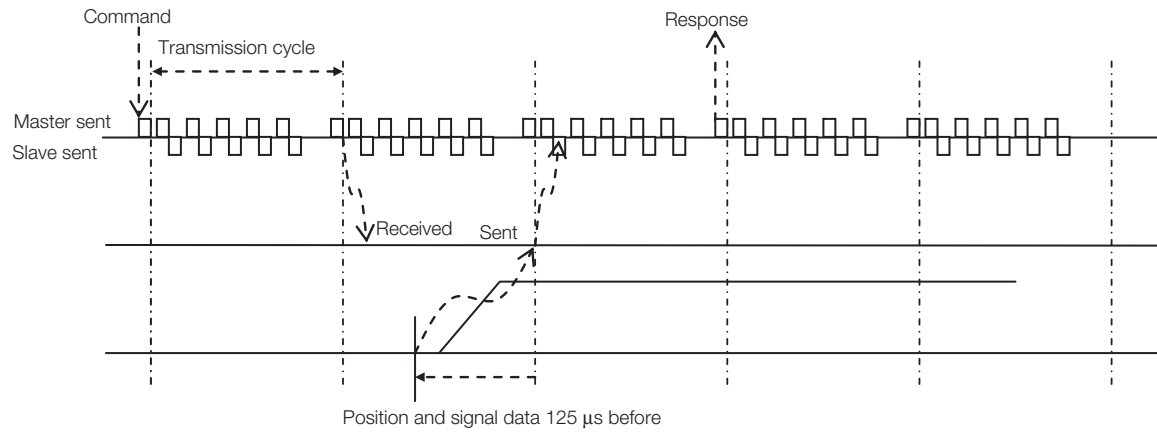 Command
Response
Transmission cycle
Master sent
Slave sent
Received
Sent
Position and signal data 125 μs before